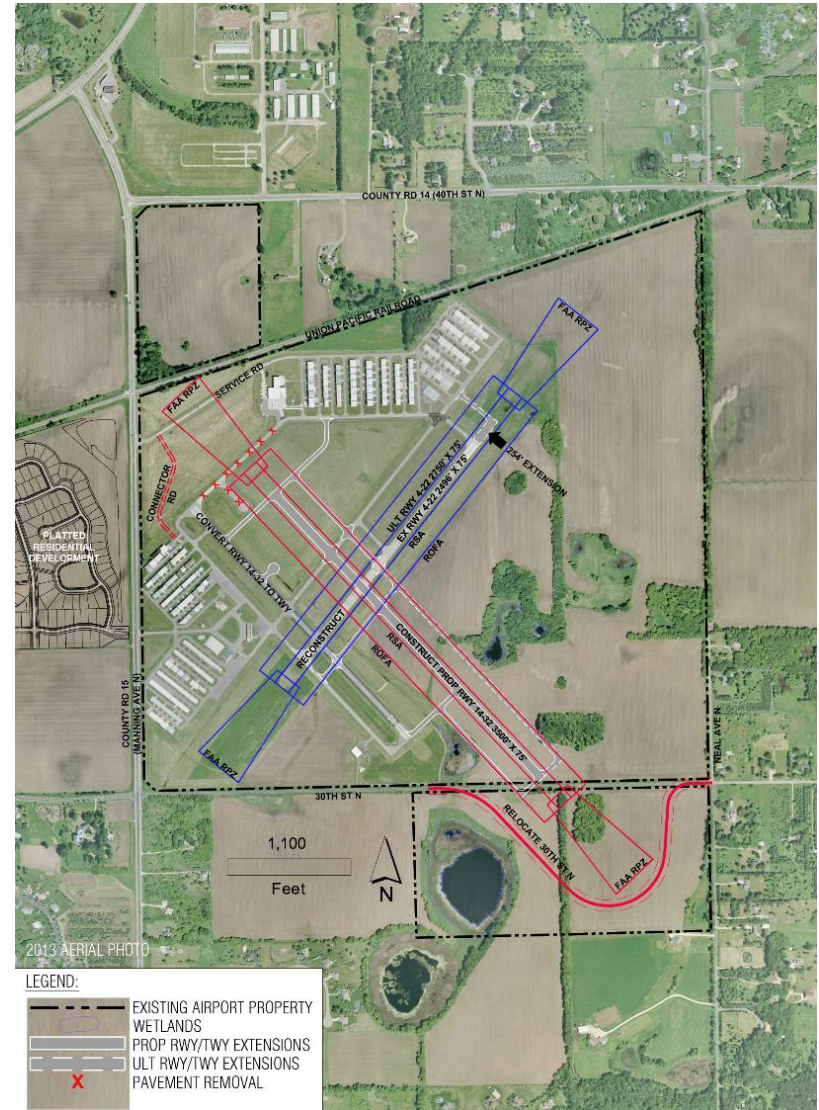 COUNTY RD 14 (40TH ST N)
UNION PACIFIC RAILROAD
FAA RPZ
SERVICE RD
FAA RPZ
254' EXTENSION
CONNECTOR
RD
ULT RWY 4-22 2750' X 75'
EX RWY 4-22 2496' X 75'
RSA
ROFA
PLATTED
RESIDENTIAL
DEVELOPMENT
CONVERT RWY 14-32 TO TWY
RECONSTRUCT
RSA
ROFA
CONSTRUCT PROP RWY 14-32 3500' X 75'
COUNTY RD 15
(MANNING AVE N)
NEAL AVE N
FAA RPZ
30TH ST N
RELOCATE 30TH ST N
FAA RPZ
1,100
Feet
N
2013 AERIAL PHOTO
LEGEND:
EXISTING AIRPORT PROPERTY
WETLANDS
PROP RWY/TWY EXTENSIONS
ULT RWY/TWY EXTENSIONS
X PAVEMENT REMOVAL